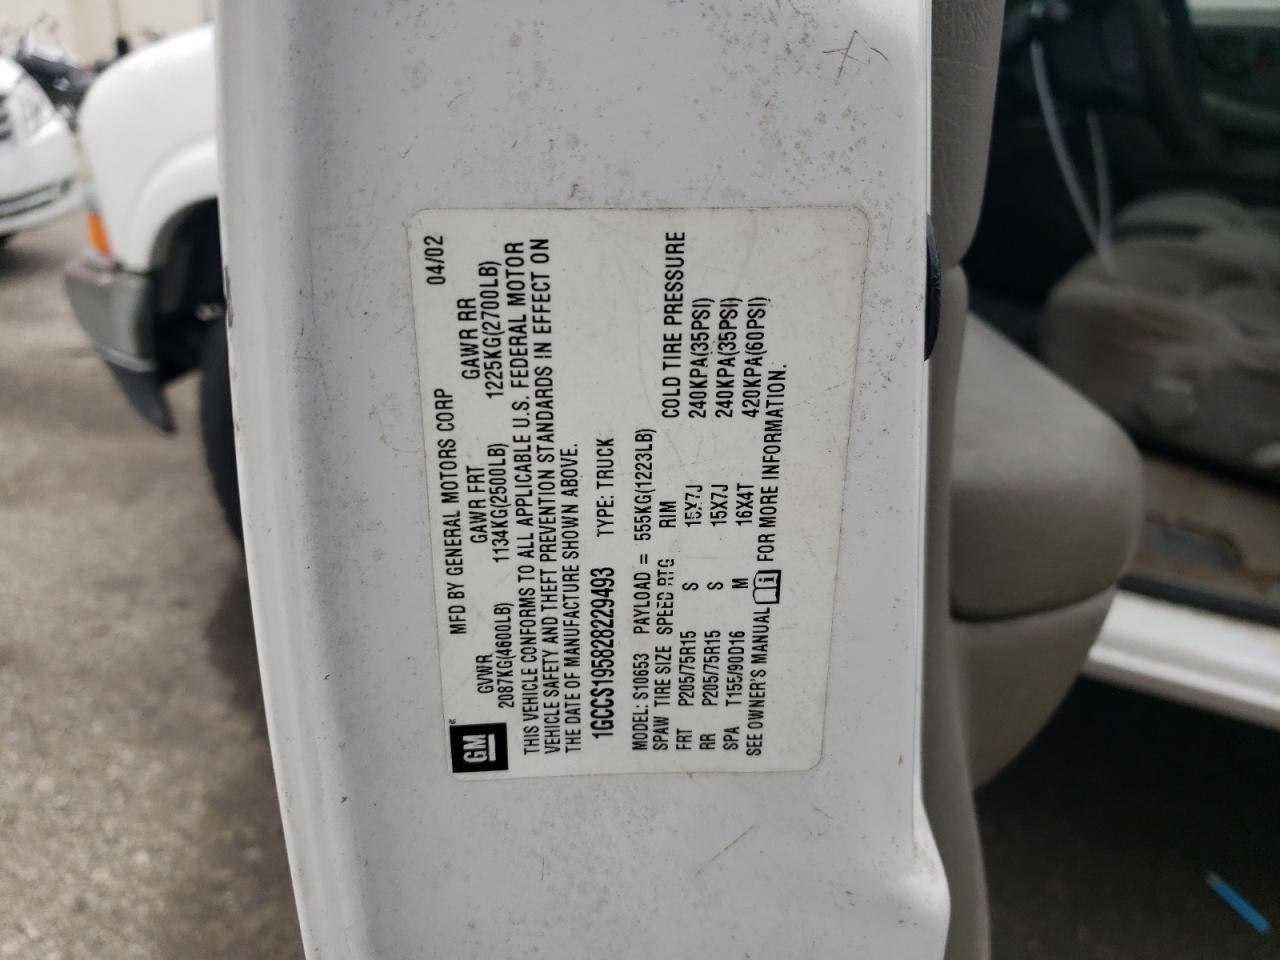 GM
MFD BY GENERAL MOTORS CORP 04/02
GVWR GAWR FRT GAWR RR
2087KG(4600LB) 1134KG(2500LB) 1225KG(2700LB)
THIS VEHICLE CONFORMS TO ALL APPLICABLE U.S. FEDERAL MOTOR
VEHICLE SAFETY AND THEFT PREVENTION STANDARDS IN EFFECT ON
THE DATE OF MANUFACTURE SHOWN ABOVE.
1GCCS195828229493 TYPE: TRUCK
MODEL: S10653 PAYLOAD = 555KG(1223LB)
SPAW TIRE SIZE SPEED RTG RIM COLD TIRE PRESSURE
FRT P205/75R15 S 15X7J 240KPA(35PSI)
RR P205/75R15 S 15X7J 240KPA(35PSI)
SPA T155/90D16 M 16X4T 420KPA(60PSI)
SEE OWNER'S MANUAL FOR MORE INFORMATION.